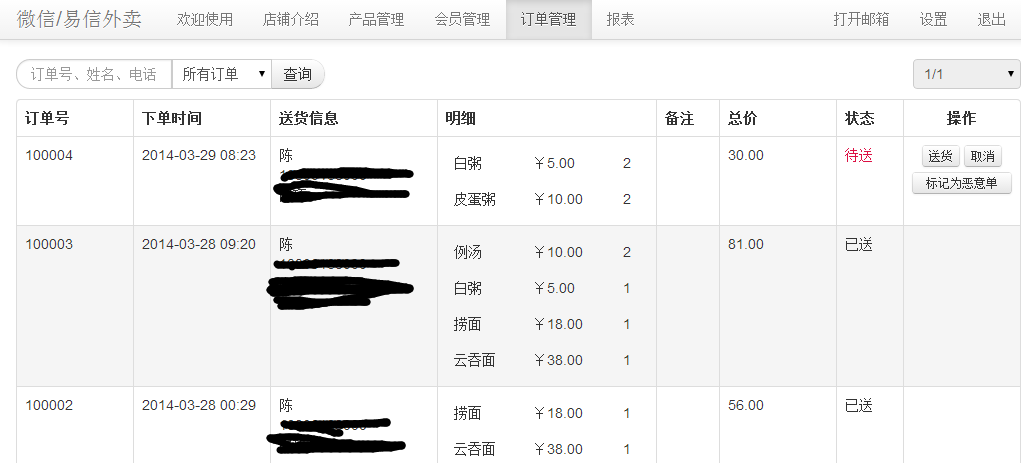 微信/易信外卖 欢迎使用 店铺介绍 产品管理 会员管理 订单管理 报表 打开邮箱 设置 退出
订单号、姓名、电话 所有订单 查询 1/1
订单号 下单时间 送货信息 明细 备注 总价 状态 操作
100004 2014-03-29 08:23 陈 白粥 ￥5.00 2 30.00 待送 送货 取消
皮蛋粥 ￥10.00 2 标记为恶意单
100003 2014-03-28 09:20 陈 例汤 ￥10.00 2 81.00 已送
白粥 ￥5.00 1
捞面 ￥18.00 1
云吞面 ￥38.00 1
100002 2014-03-28 00:29 陈 捞面 ￥18.00 1 56.00 已送
云吞面 ￥38.00 1